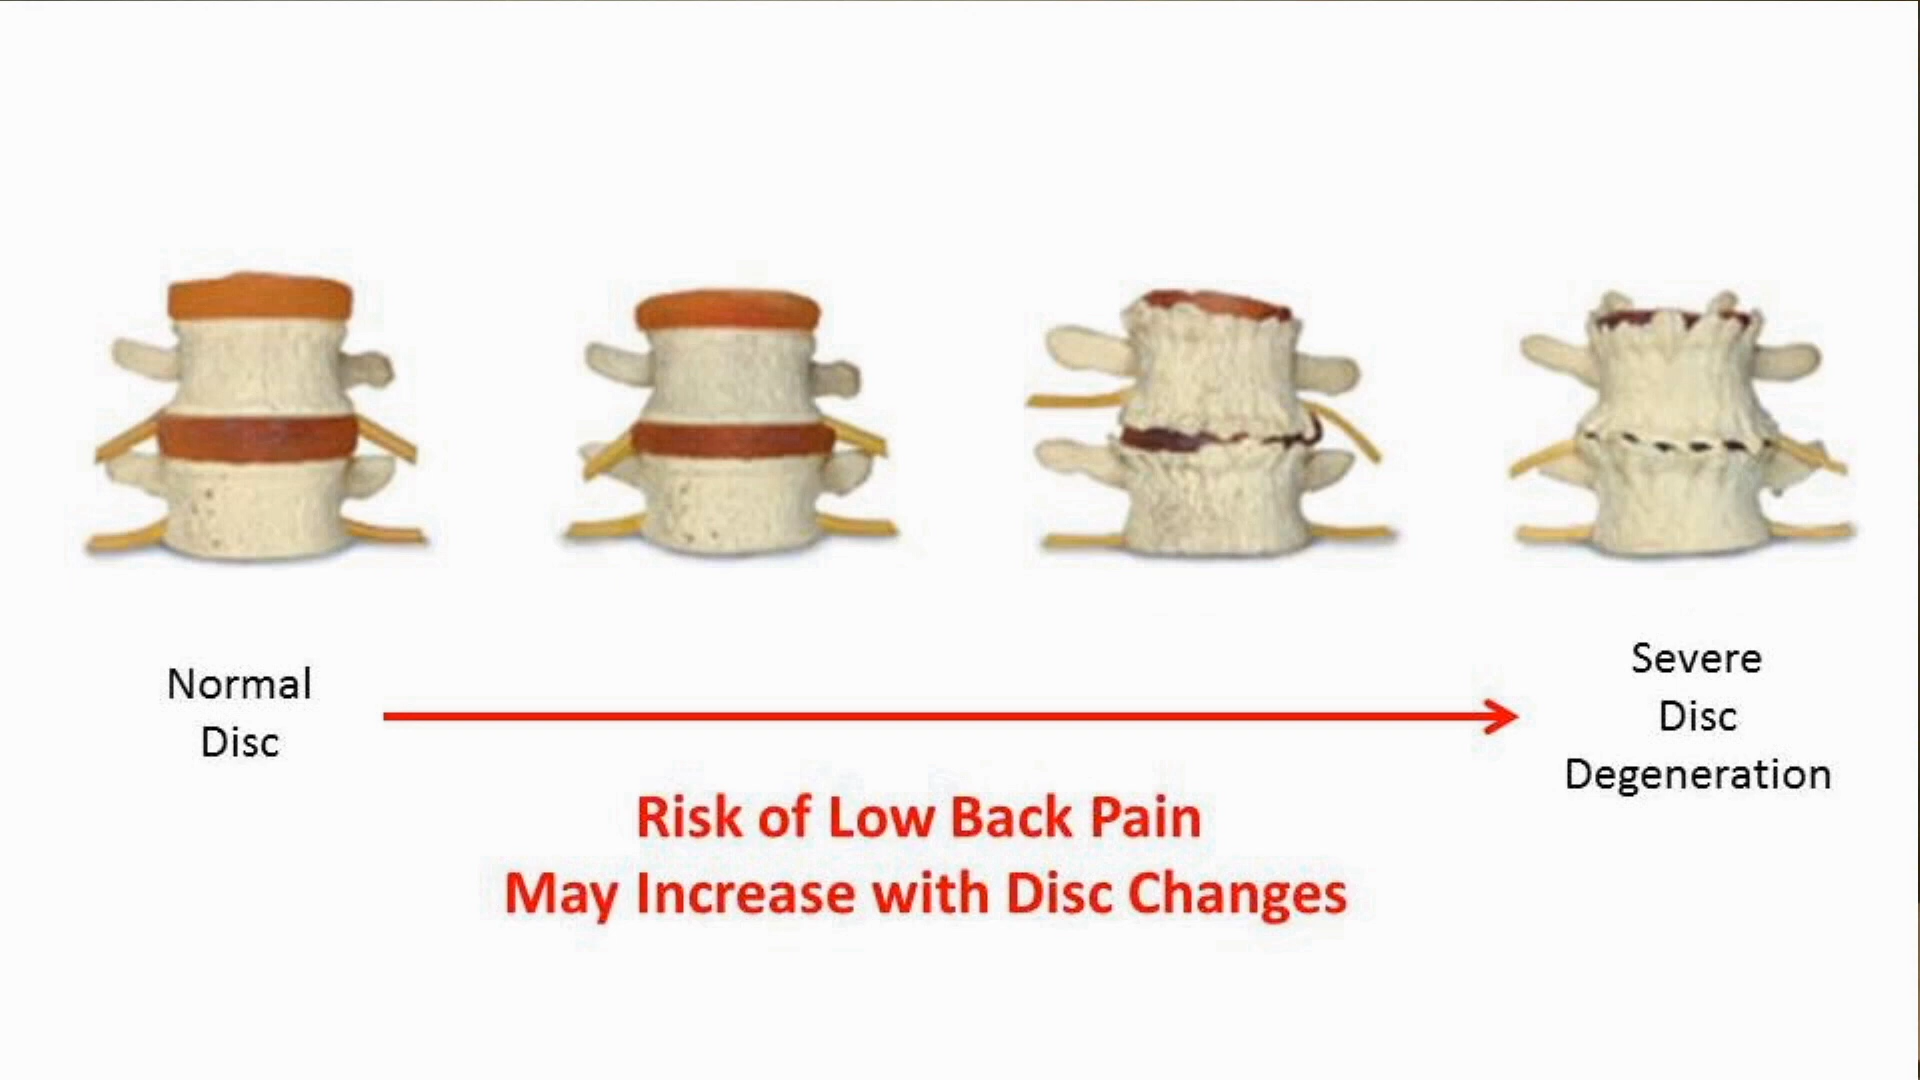 Normal
Disc
Severe
Disc
Degeneration
Risk of Low Back Pain
May Increase with Disc Changes